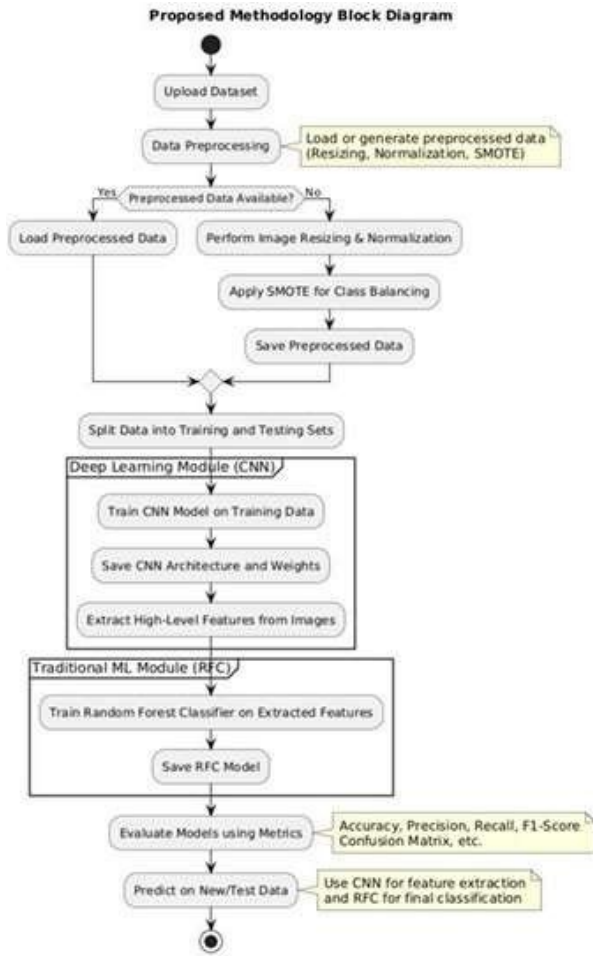 Proposed Methodology Block Diagram
Upload Dataset
Data Preprocessing
Load or generate preprocessed data
(Resizing, Normalization, SMOTE)
Yes
Preprocessed Data Available?
No
Load Preprocessed Data
Perform Image Resizing & Normalization
Apply SMOTE for Class Balancing
Save Preprocessed Data
Split Data into Training and Testing Sets
Deep Learning Module (CNN)
Train CNN Model on Training Data
Save CNN Architecture and Weights
Extract High-Level Features from Images
Traditional ML Module (RFC)
Train Random Forest Classifier on Extracted Features
Save RFC Model
Evaluate Models using Metrics
Accuracy, Precision, Recall, F1-Score
Confusion Matrix, etc.
Predict on New/Test Data
Use CNN for feature extraction
and RFC for final classification